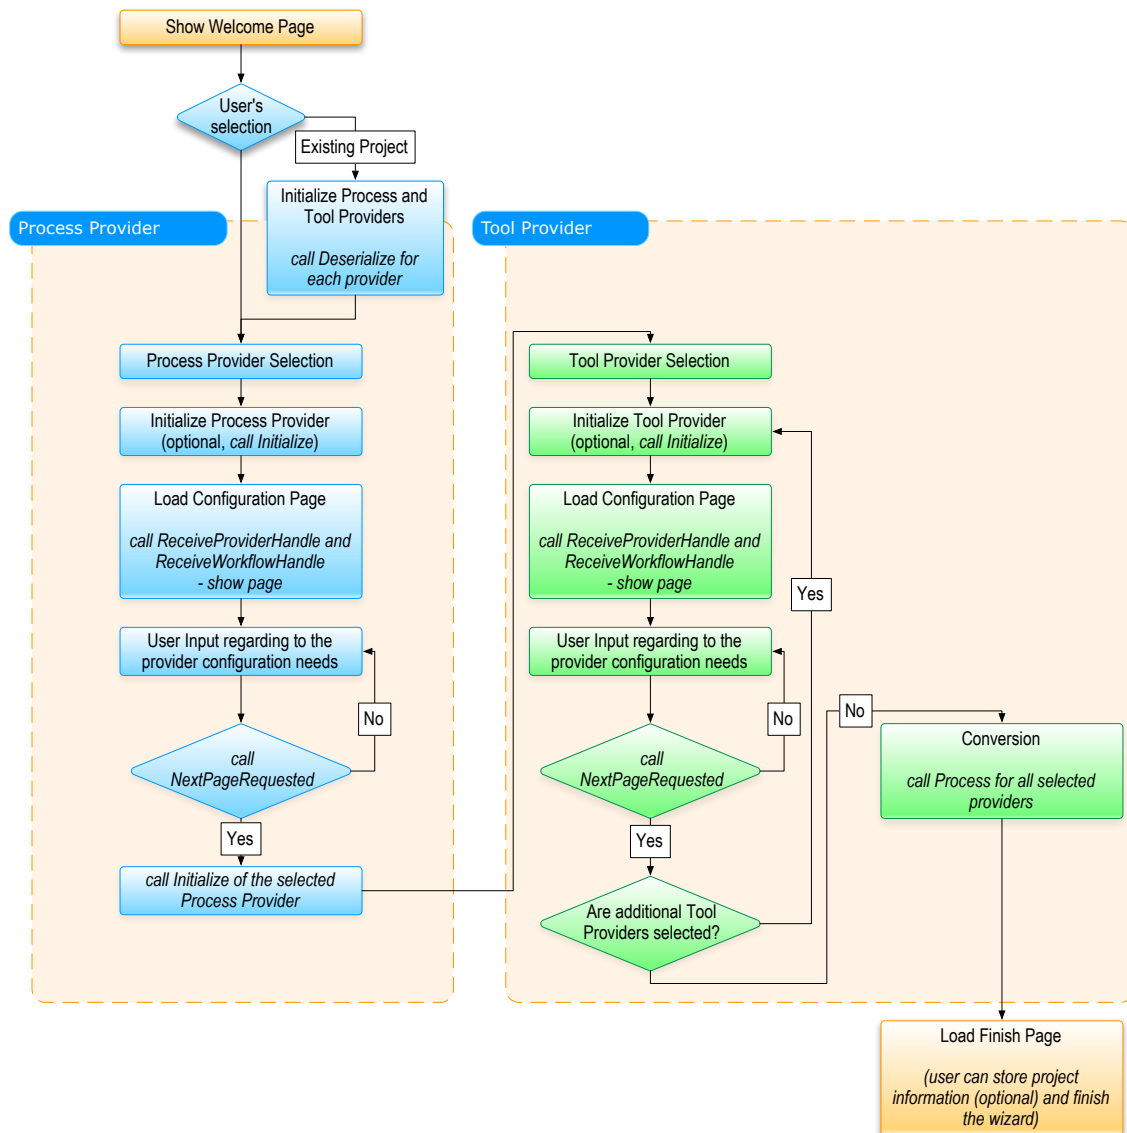 Show Welcome Page
User's
selection
Existing Project
Initialize Process and
Tool Providers
call Deserialize for
each provider
Process Provider
Process Provider Selection
Initialize Process Provider
(optional, call Initialize)
Load Configuration Page
call ReceiveProviderHandle and
ReceiveWorkflowHandle
- show page
User Input regarding to the
provider configuration needs
No
call
NextPageRequested
Yes
call Initialize of the selected
Process Provider
Tool Provider
Tool Provider Selection
Initialize Tool Provider
(optional, call Initialize)
Load Configuration Page
call ReceiveProviderHandle and
ReceiveWorkflowHandle
- show page
Yes
User Input regarding to the
provider configuration needs
No
call
NextPageRequested
Yes
Are additional Tool
Providers selected?
No
Conversion
call Process for all selected
providers
Load Finish Page
(user can store project
information (optional) and finish
the wizard)